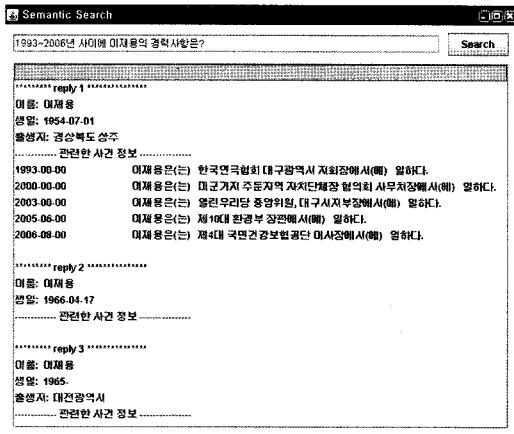 Semantic Search
1993~2006년 사이에 이재용의 경력사항은?
Search
********* reply 1 ***************
이름: 이재용
생일: 1954-07-01
출생지: 경상북도 상주
------------ 관련한 사건 정보 ---------------
1993-00-00 이재용은(는) 한국연극협회 대구광역시 지회장에서(에) 일하다.
2000-00-00 이재용은(는) 미군기지 주둔지역 자치단체장 협의회 사무처장에서(에) 일하다.
2003-00-00 이재용은(는) 열린우리당 중앙위원, 대구시지부장에서(에) 일하다.
2005-06-00 이재용은(는) 제10대 환경부 장관에서(에) 일하다.
2006-08-00 이재용은(는) 제4대 국민건강보험공단 이사장에서(에) 일하다.
********* reply 2 ***************
이름: 이재용
생일: 1966-04-17
------------ 관련한 사건 정보 ---------------
********* reply 3 ***************
이름: 이재용
생일: 1965-
출생지: 대전광역시
------------ 관련한 사건 정보 ---------------